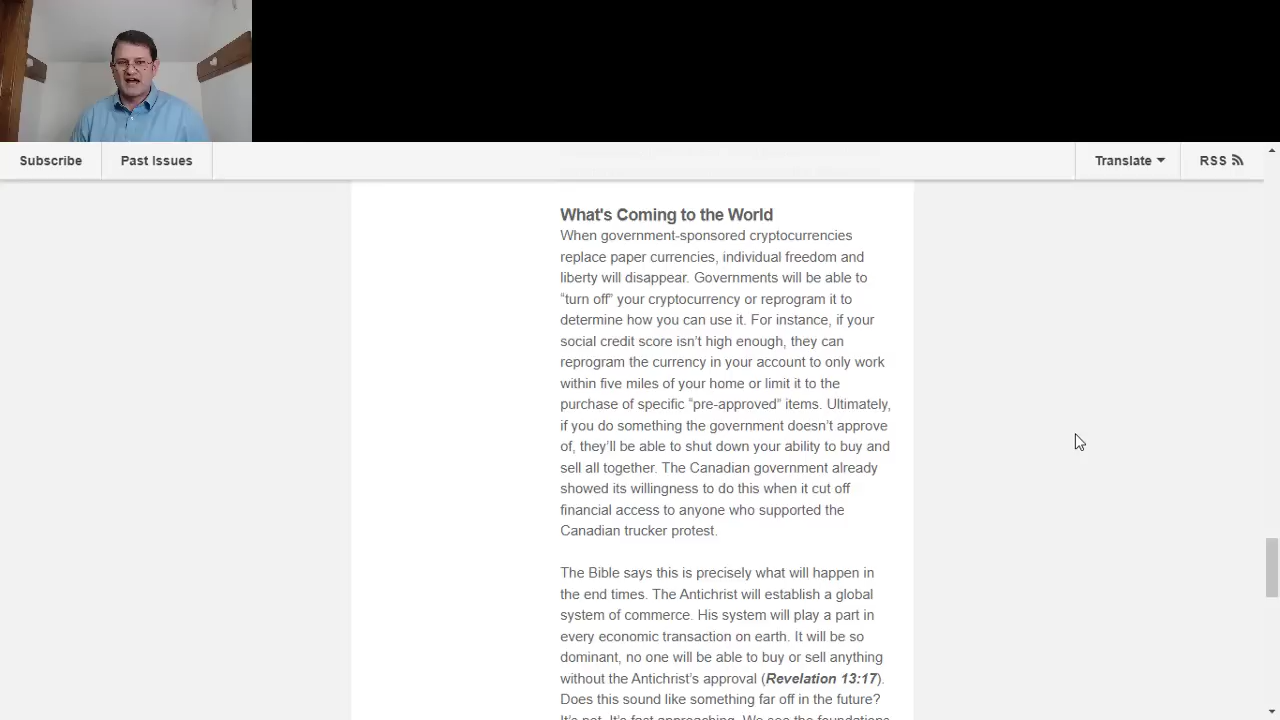 Subscribe
Past Issues
Translate
RSS
What's Coming to the World
When government-sponsored cryptocurrencies
replace paper currencies, individual freedom and
liberty will disappear. Governments will be able to
“turn off” your cryptocurrency or reprogram it to
determine how you can use it. For instance, if your
social credit score isn’t high enough, they can
reprogram the currency in your account to only work
within five miles of your home or limit it to the
purchase of specific “pre-approved” items. Ultimately,
if you do something the government doesn’t approve
of, they’ll be able to shut down your ability to buy and
sell all together. The Canadian government already
showed its willingness to do this when it cut off
financial access to anyone who supported the
Canadian trucker protest.
The Bible says this is precisely what will happen in
the end times. The Antichrist will establish a global
system of commerce. His system will play a part in
every economic transaction on earth. It will be so
dominant, no one will be able to buy or sell anything
without the Antichrist’s approval (Revelation 13:17).
Does this sound like something far off in the future?
It’s not. It’s fast approaching. We see the foundations